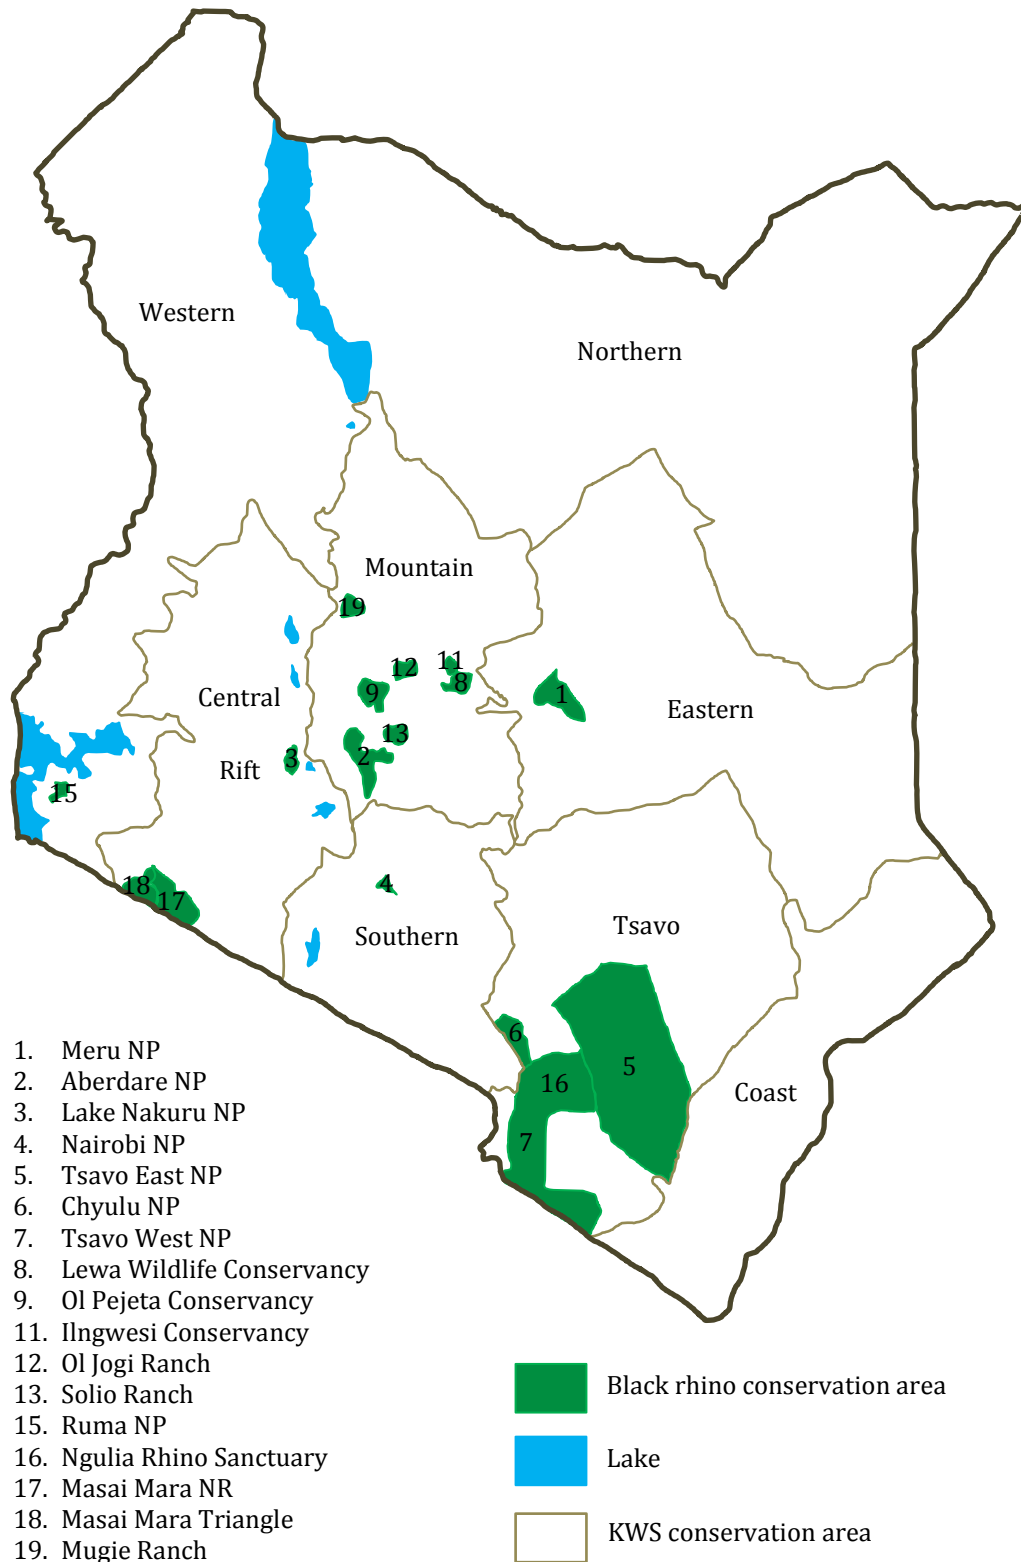 Western
Northern
Mountain
19
11
12
8
9
1
Central
Eastern
13
2
Rift
3
15
18
17
4
Southern
Tsavo
6
5
16
Coast
7
1. Meru NP
2. Aberdare NP
3. Lake Nakuru NP
4. Nairobi NP
5. Tsavo East NP
6. Chyulu NP
7. Tsavo West NP
8. Lewa Wildlife Conservancy
9. Ol Pejeta Conservancy
11. Ilngwesi Conservancy
12. Ol Jogi Ranch
13. Solio Ranch
15. Ruma NP
16. Ngulia Rhino Sanctuary
17. Masai Mara NR
18. Masai Mara Triangle
19. Mugie Ranch
Black rhino conservation area
Lake
KWS conservation area